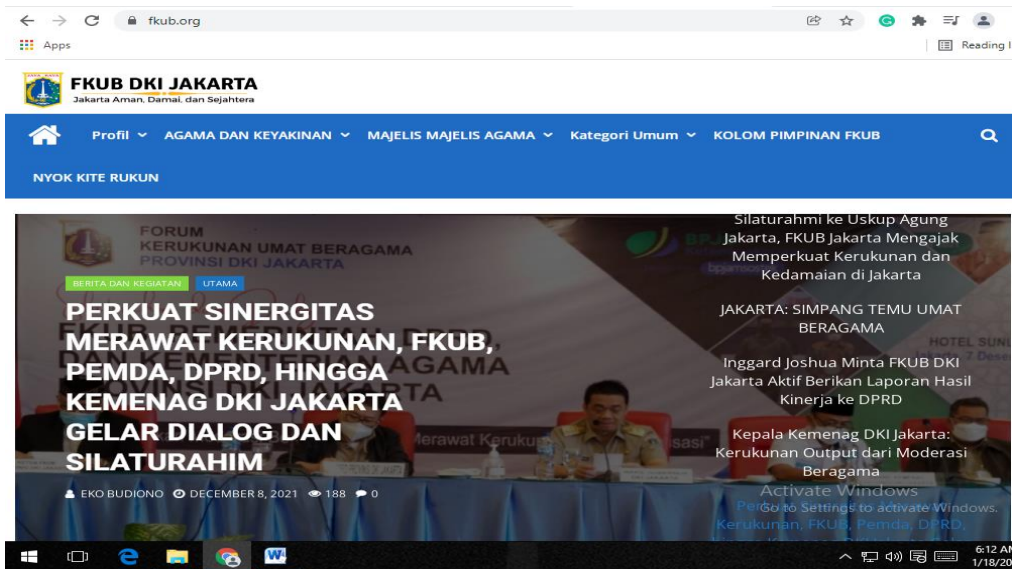 fkub.org
Apps
Reading
FKUB DKI JAKARTA
Jakarta Aman, Damai, dan Sejahtera
Profil
AGAMA DAN KEYAKINAN
MAJELIS MAJELIS AGAMA
Kategori Umum
KOLOM PIMPINAN FKUB
NYOK KITE RUKUN
FORUM
KERUKUNAN UMAT BERAGAMA
PROVINSI DKI JAKARTA
BERITA DAN KEGIATAN
UTAMA
PERKUAT SINERGITAS
MERAWAT KERUKUNAN, FKUB,
PEMDA, DPRD, HINGGA
KEMENAG DKI JAKARTA
GELAR DIALOG DAN
SILATURAHIM
EKO BUDIONO DECEMBER 8, 2021 188 0
Silaturahmi ke Uskup Agung
Jakarta, FKUB Jakarta Mengajak
Memperkuat Kerukunan dan
Kedamaian di Jakarta
JAKARTA: SIMPANG TEMU UMAT
BERAGAMA
HOTEL
Inggard Joshua Minta FKUB DKI
Jakarta Aktif Berikan Laporan Hasil
Kinerja ke DPRD
Kepala Kemenag DKI Jakarta:
Kerukunan Output dari Moderasi
Beragama
Activate Windows
Go to Settings to activate Windows.
Kerukunan, FKUB, Pemda, DPRD,
6:12
1/18/20